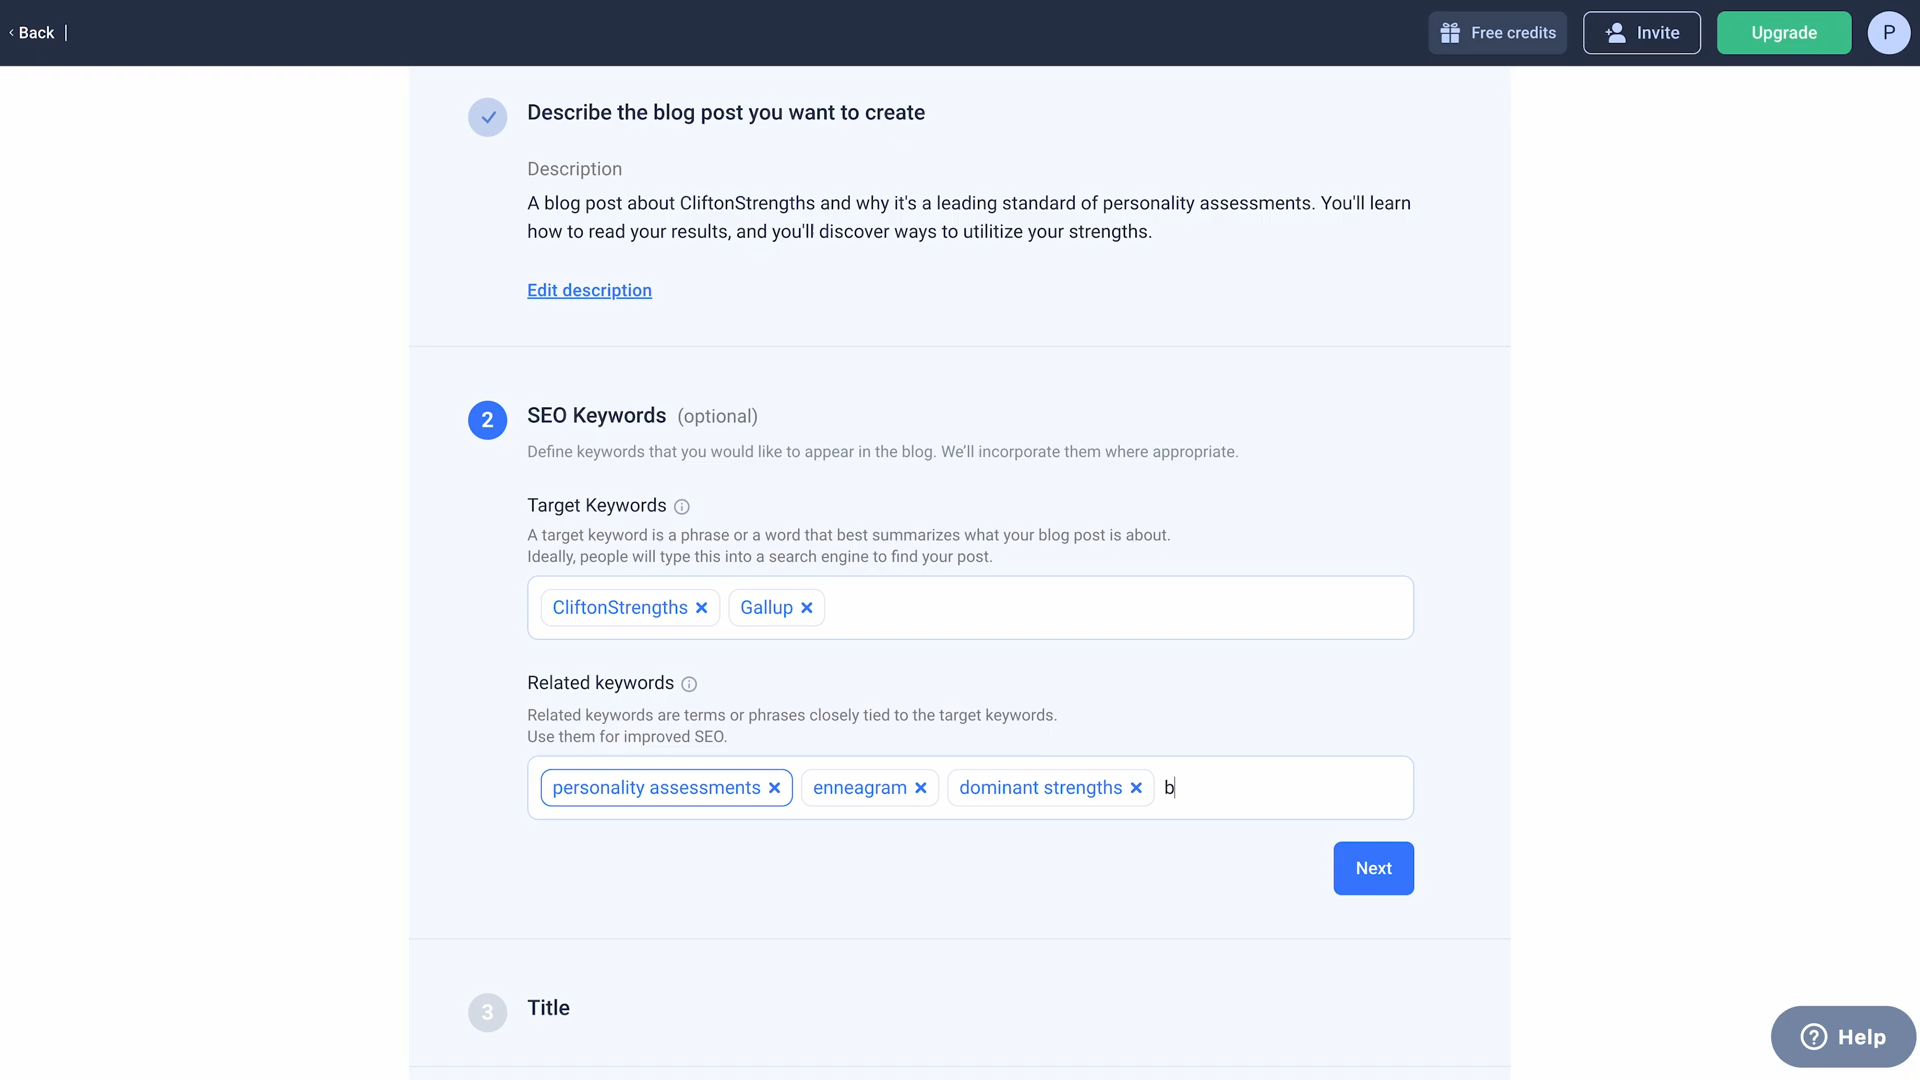 ‹ Back |
Free credits
Invite
Upgrade
P
Describe the blog post you want to create
Description
A blog post about CliftonStrengths and why it's a leading standard of personality assessments. You'll learn
how to read your results, and you'll discover ways to utilitize your strengths.
Edit description
2
SEO Keywords (optional)
Define keywords that you would like to appear in the blog. We’ll incorporate them where appropriate.
Target Keywords
A target keyword is a phrase or a word that best summarizes what your blog post is about.
Ideally, people will type this into a search engine to find your post.
CliftonStrengths × Gallup ×
Related keywords
Related keywords are terms or phrases closely tied to the target keywords.
Use them for improved SEO.
personality assessments × enneagram × dominant strengths × b
Next
3
Title
? Help